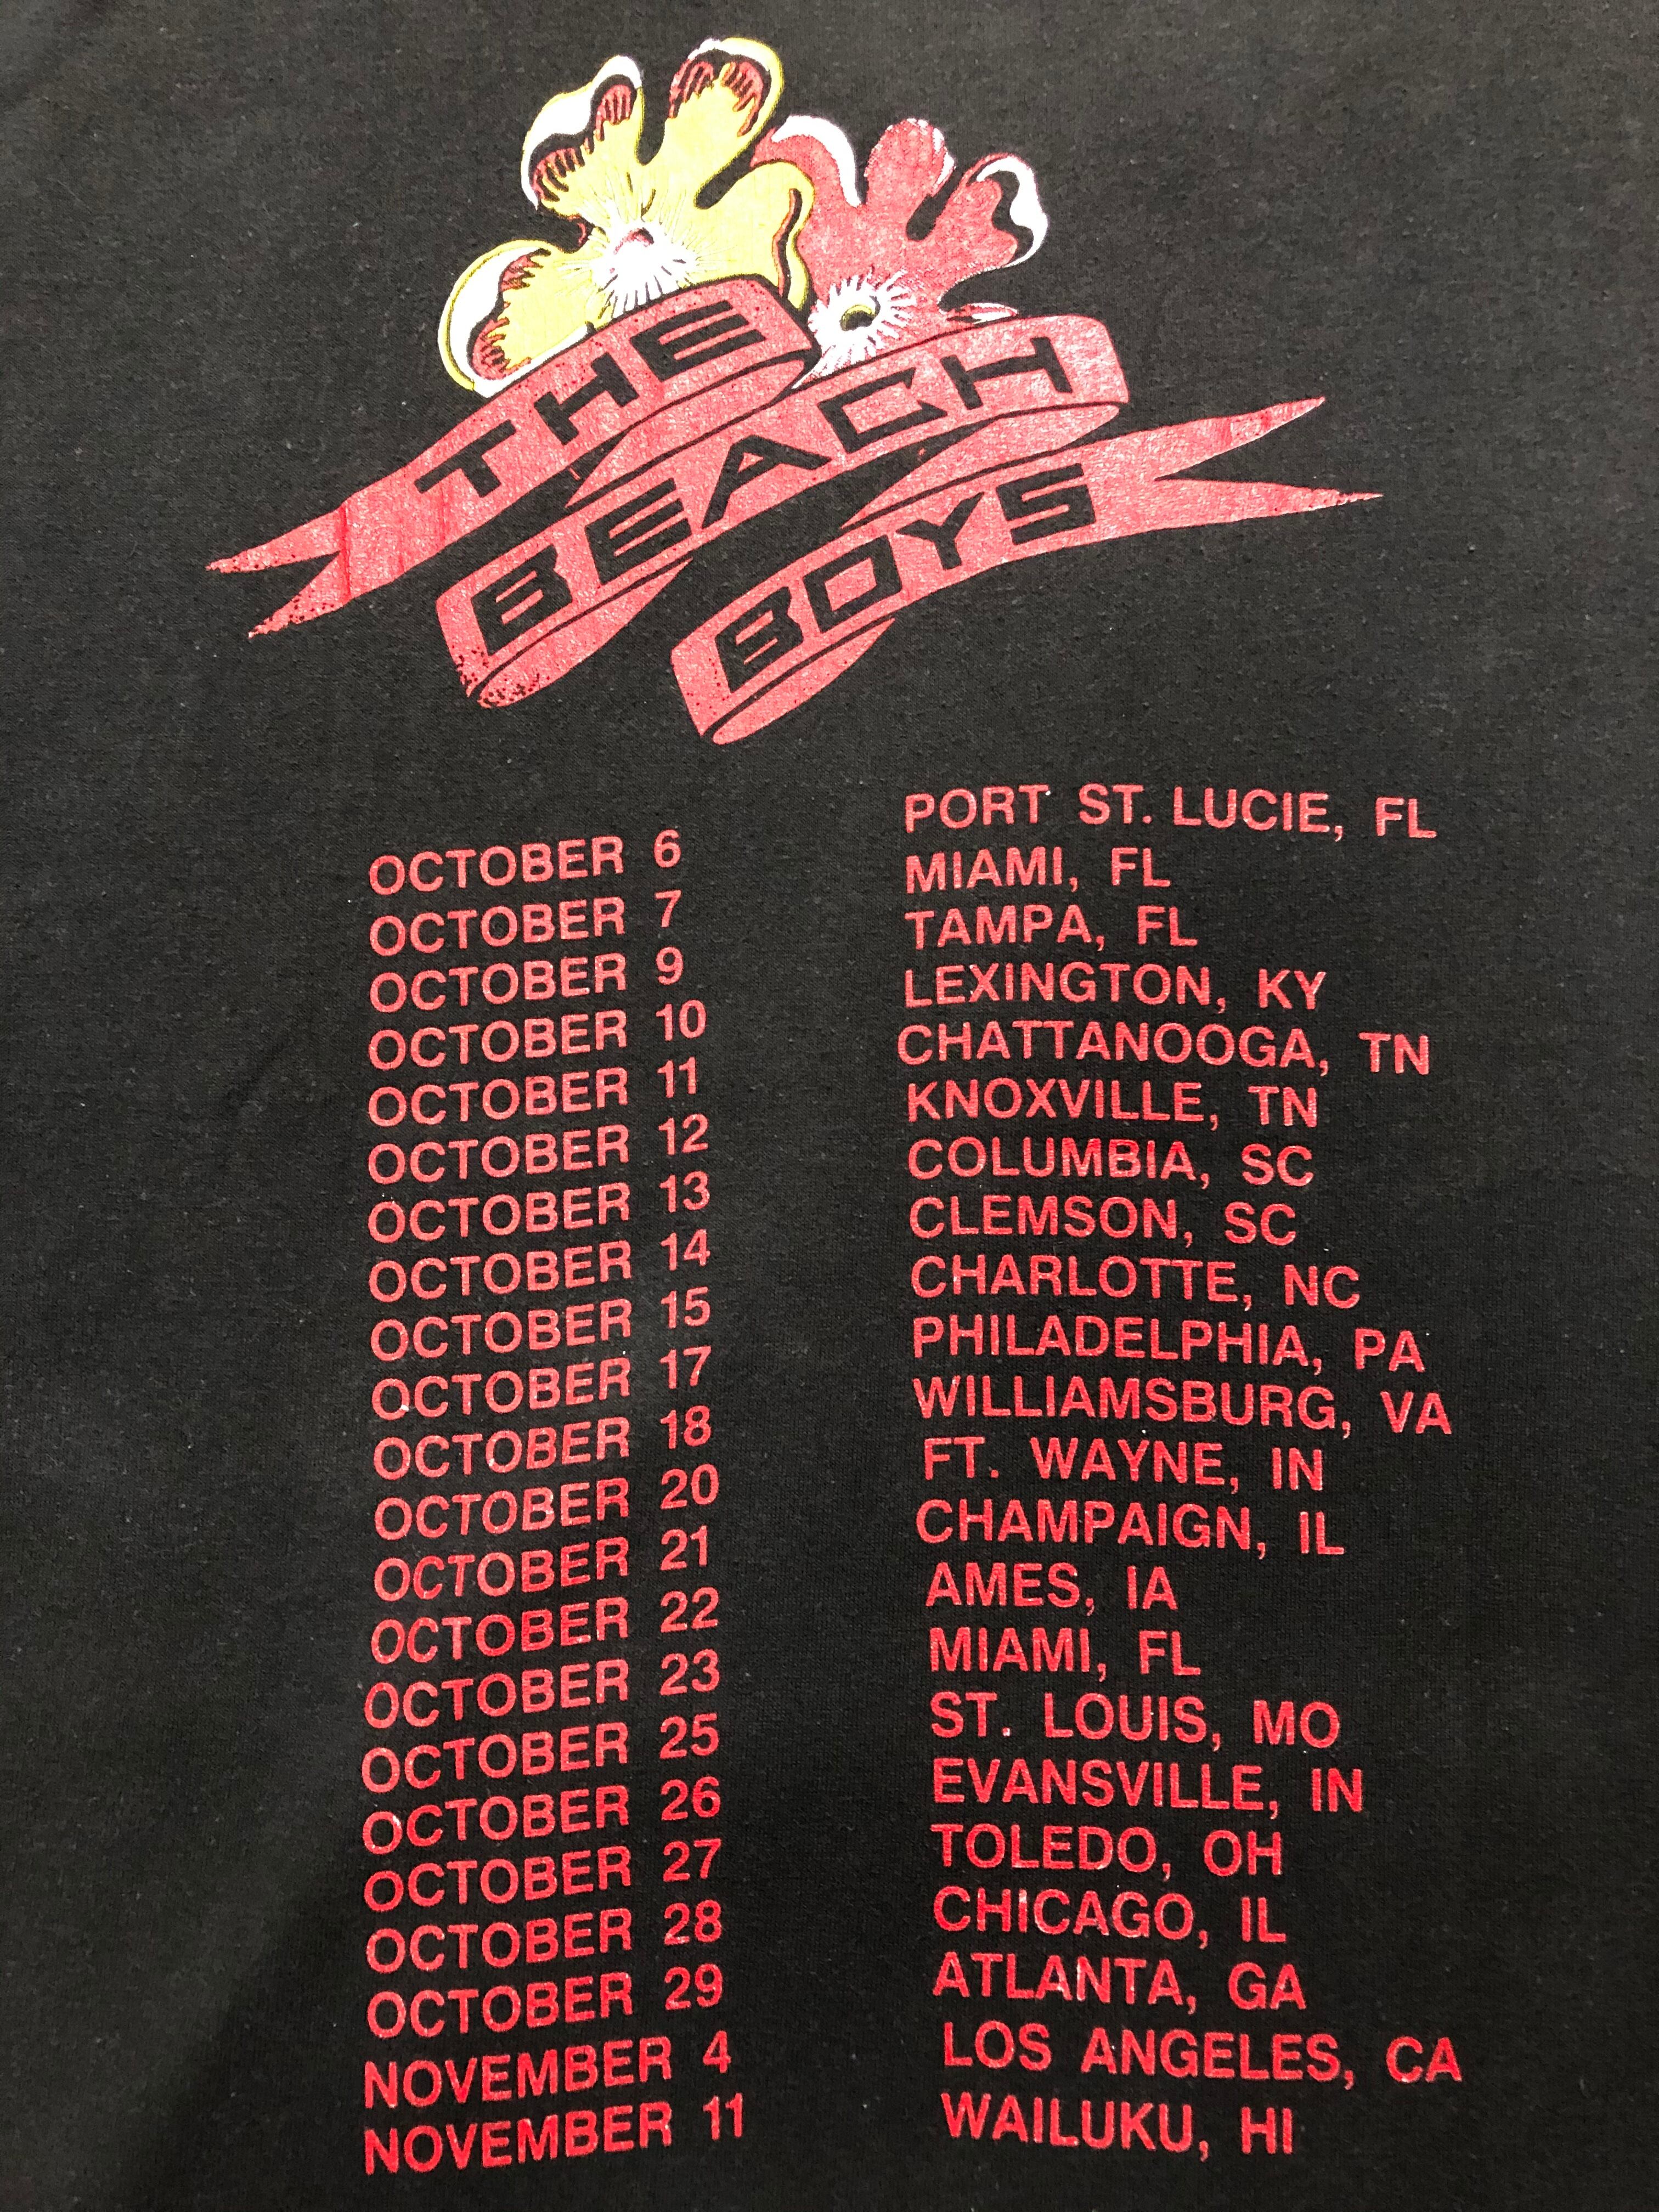 THE
BEACH
BOYS
OCTOBER 6 PORT ST. LUCIE, FL
OCTOBER 7 MIAMI, FL
OCTOBER 9 TAMPA, FL
OCTOBER 10 LEXINGTON, KY
OCTOBER 11 CHATTANOOGA, TN
OCTOBER 12 KNOXVILLE, TN
OCTOBER 13 COLUMBIA, SC
OCTOBER 14 CLEMSON, SC
OCTOBER 15 CHARLOTTE, NC
OCTOBER 17 PHILADELPHIA, PA
OCTOBER 18 WILLIAMSBURG, VA
OCTOBER 20 FT. WAYNE, IN
OCTOBER 21 CHAMPAIGN, IL
OCTOBER 22 AMES, IA
OCTOBER 23 MIAMI, FL
OCTOBER 25 ST. LOUIS, MO
OCTOBER 26 EVANSVILLE, IN
OCTOBER 27 TOLEDO, OH
OCTOBER 28 CHICAGO, IL
OCTOBER 29 ATLANTA, GA
NOVEMBER 4 LOS ANGELES, CA
NOVEMBER 11 WAILUKU, HI